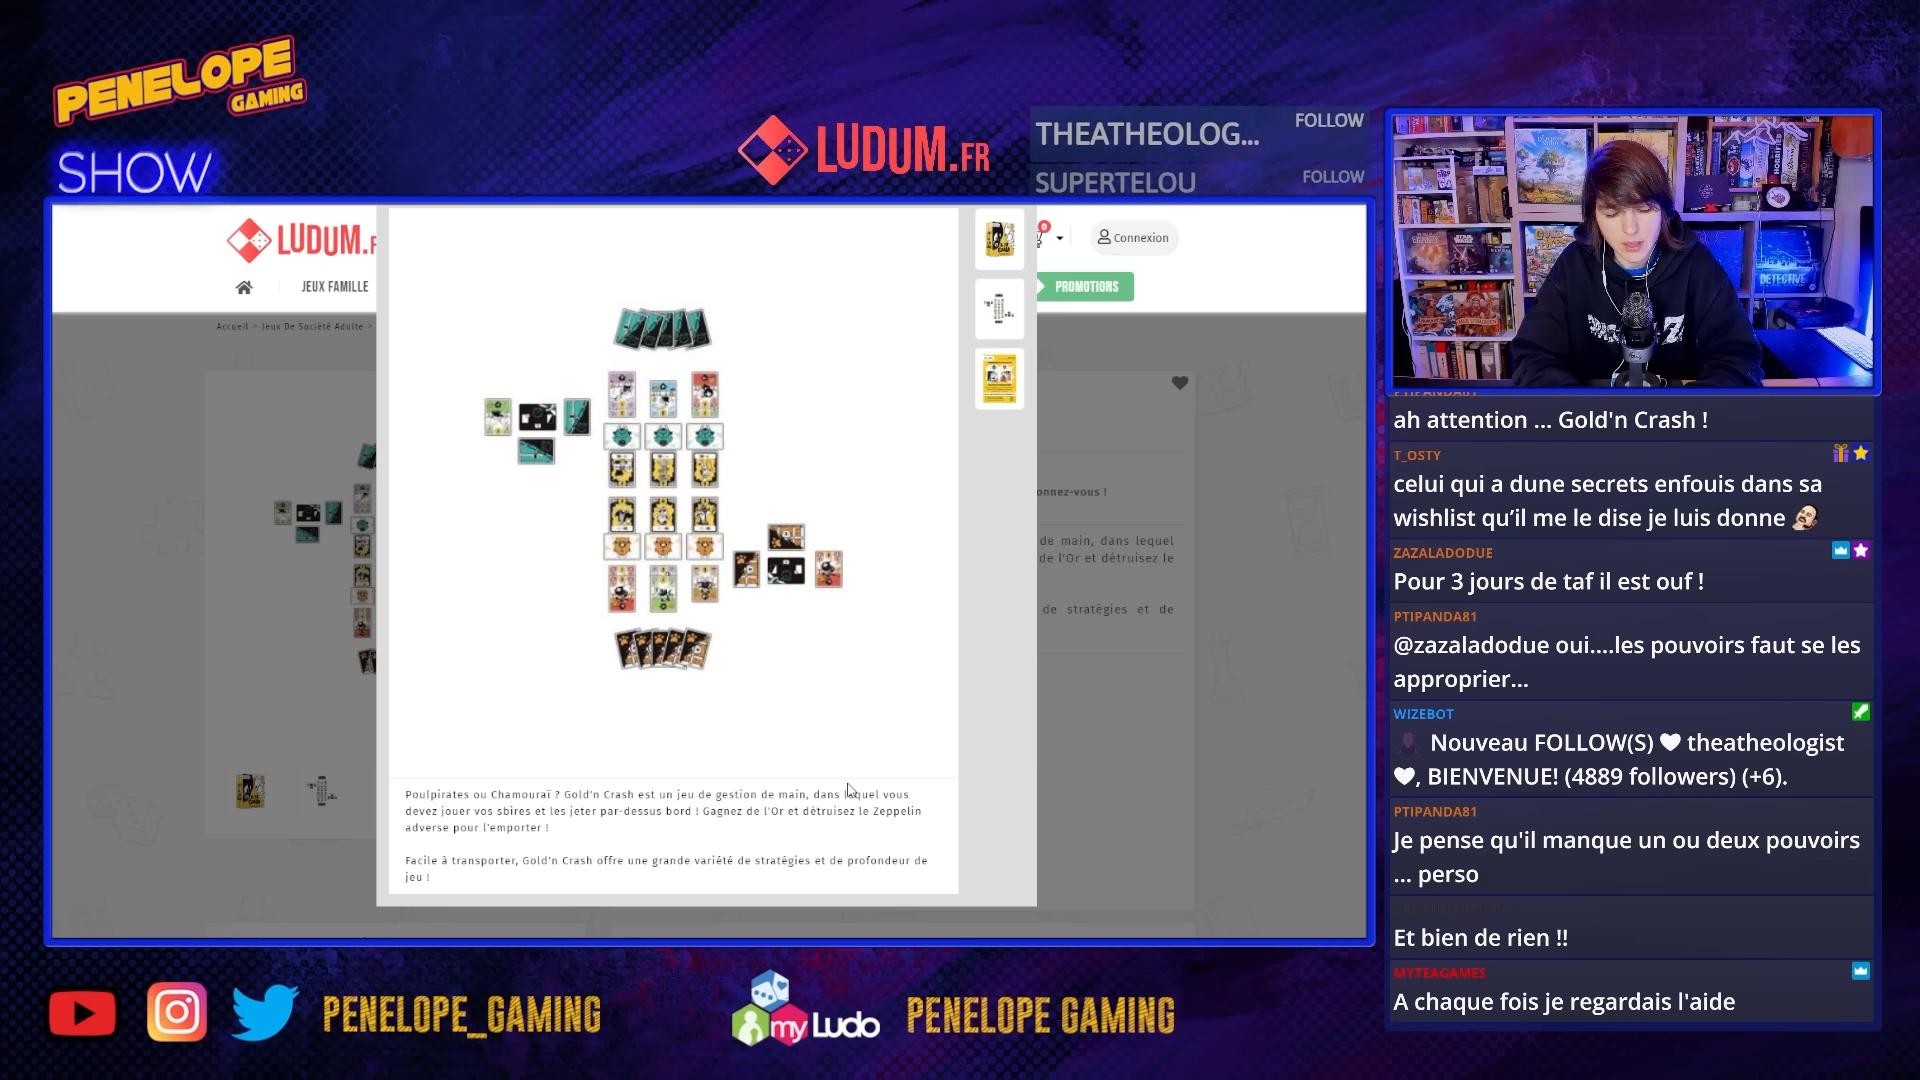 PENELOPE
GAMING
SHOW
LUDUM.FR
THEATHEOLOG... FOLLOW
SUPERTELOU FOLLOW
LUDUM.F
0
Connexion
JEUX FAMILLE
PROMOTIONS
Accueil > Jeux De Société Adulte >
onnez-vous !
de main, dans lequel
de l'Or et détruisez le
de stratégies et de
Poulpirates ou Chamouraï ? Gold'n Crash est un jeu de gestion de main, dans lequel vous
devez jouer vos sbires et les jeter par-dessus bord ! Gagnez de l'Or et détruisez le Zeppelin
adverse pour l'emporter !
Facile à transporter, Gold'n Crash offre une grande variété de stratégies et de profondeur de
jeu !
DETECTIVE
STAR WARS
PTIPANDA81
ah attention ... Gold'n Crash !
T_OSTY
celui qui a dune secrets enfouis dans sa
wishlist qu'il me le dise je luis donne
ZAZALADODUE
Pour 3 jours de taf il est ouf !
PTIPANDA81
@zazaladodue oui....les pouvoirs faut se les
approprier...
WIZEBOT
Nouveau FOLLOW(S) ♥ theatheologist
♥, BIENVENUE! (4889 followers) (+6).
PTIPANDA81
Je pense qu'il manque un ou deux pouvoirs
... perso
Et bien de rien !!
MYTEAGAMES
A chaque fois je regardais l'aide
PENELOPE_GAMING
myLudo
PENELOPE GAMING